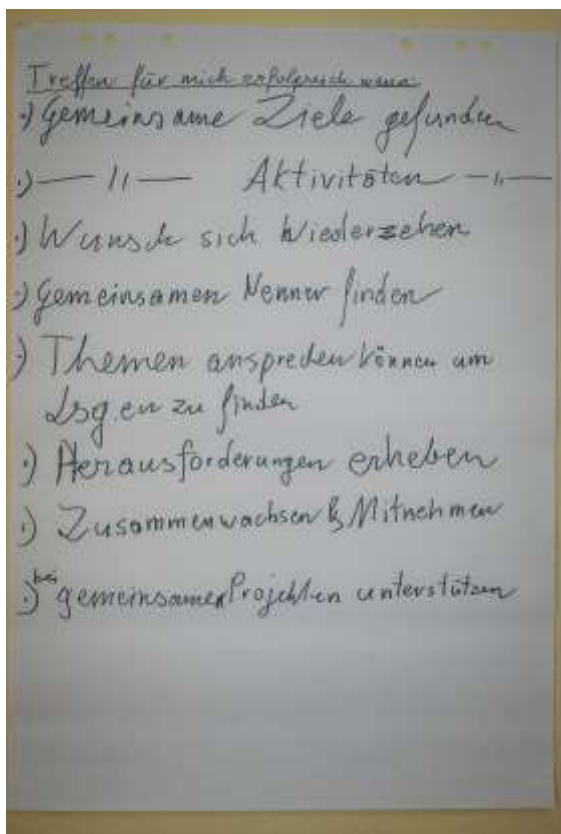 Treffen für mich erfolgreich wenn:
·) Gemeinsame Ziele gefunden
·) — 〃 — Aktivitäten — 〃 —
·) Wunsch sich Wiederzsehen
·) Gemeinsamen Nenner finden
·) Themen ansprechen können um
Lsg.en zu finden
·) Herausforderungen erheben
·) Zusammenwachsen & Mitnehmen
·) bei gemeinsamen Projekten unterstützen